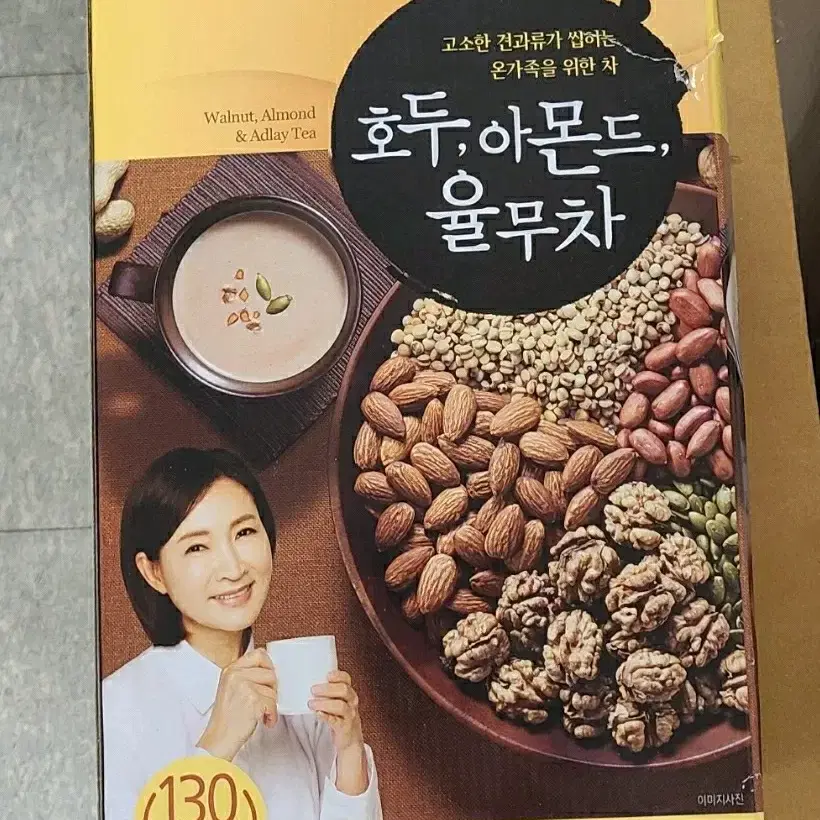 고소한 견과류가 씹히는
온가족을 위한 차
Walnut, Almond
& Adlay Tea
호두, 아몬드,
율무차
130
이미지사진